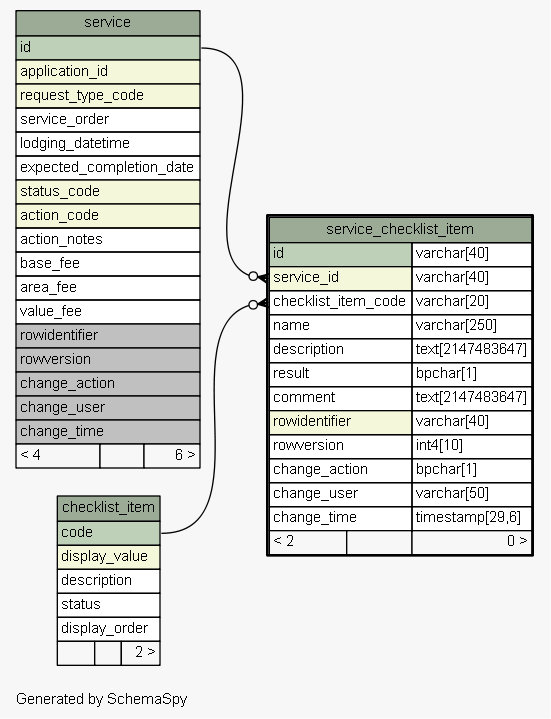 service
id
application_id
request_type_code
service_order
lodging_datetime
expected_completion_date
status_code
action_code
action_notes
base_fee
area_fee
value_fee
rowidentifier
rowversion
change_action
change_user
change_time
< 4 6 >
service_checklist_item
id varchar[40]
service_id varchar[40]
checklist_item_code varchar[20]
name varchar[250]
description text[2147483647]
result bpchar[1]
comment text[2147483647]
rowidentifier varchar[40]
rowversion int4[10]
change_action bpchar[1]
change_user varchar[50]
change_time timestamp[29,6]
< 2 0 >
checklist_item
code
display_value
description
status
display_order
2 >
Generated by SchemaSpy